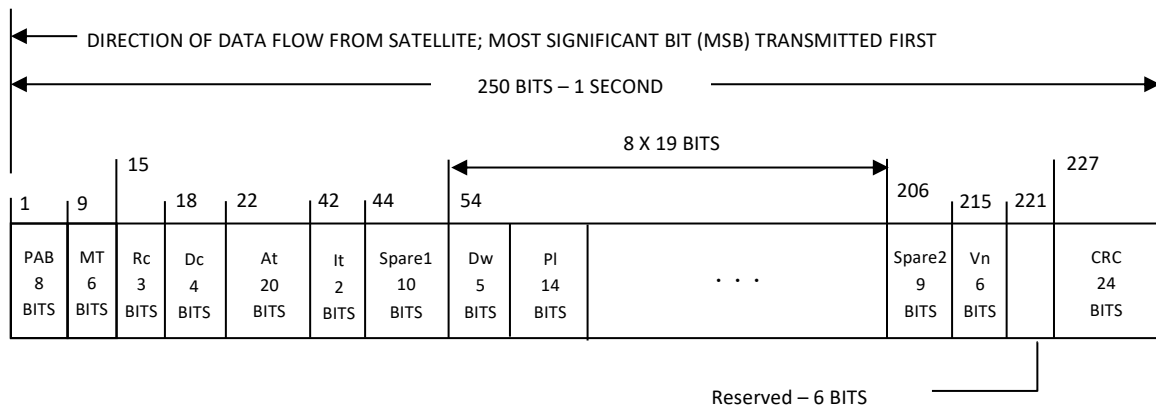 DIRECTION OF DATA FLOW FROM SATELLITE; MOST SIGNIFICANT BIT (MSB) TRANSMITTED FIRST
250 BITS – 1 SECOND
8 X 19 BITS
15
227
1
9
18
22
42
44
54
206
215
221
PAB
8
BITS
MT
6
BITS
Rc
3
BITS
Dc
4
BITS
At
20
BITS
It
2
BITS
Spare1
10
BITS
Dw
5
BITS
Pl
14
BITS
. . .
Spare2
9
BITS
Vn
6
BITS
CRC
24
BITS
Reserved – 6 BITS